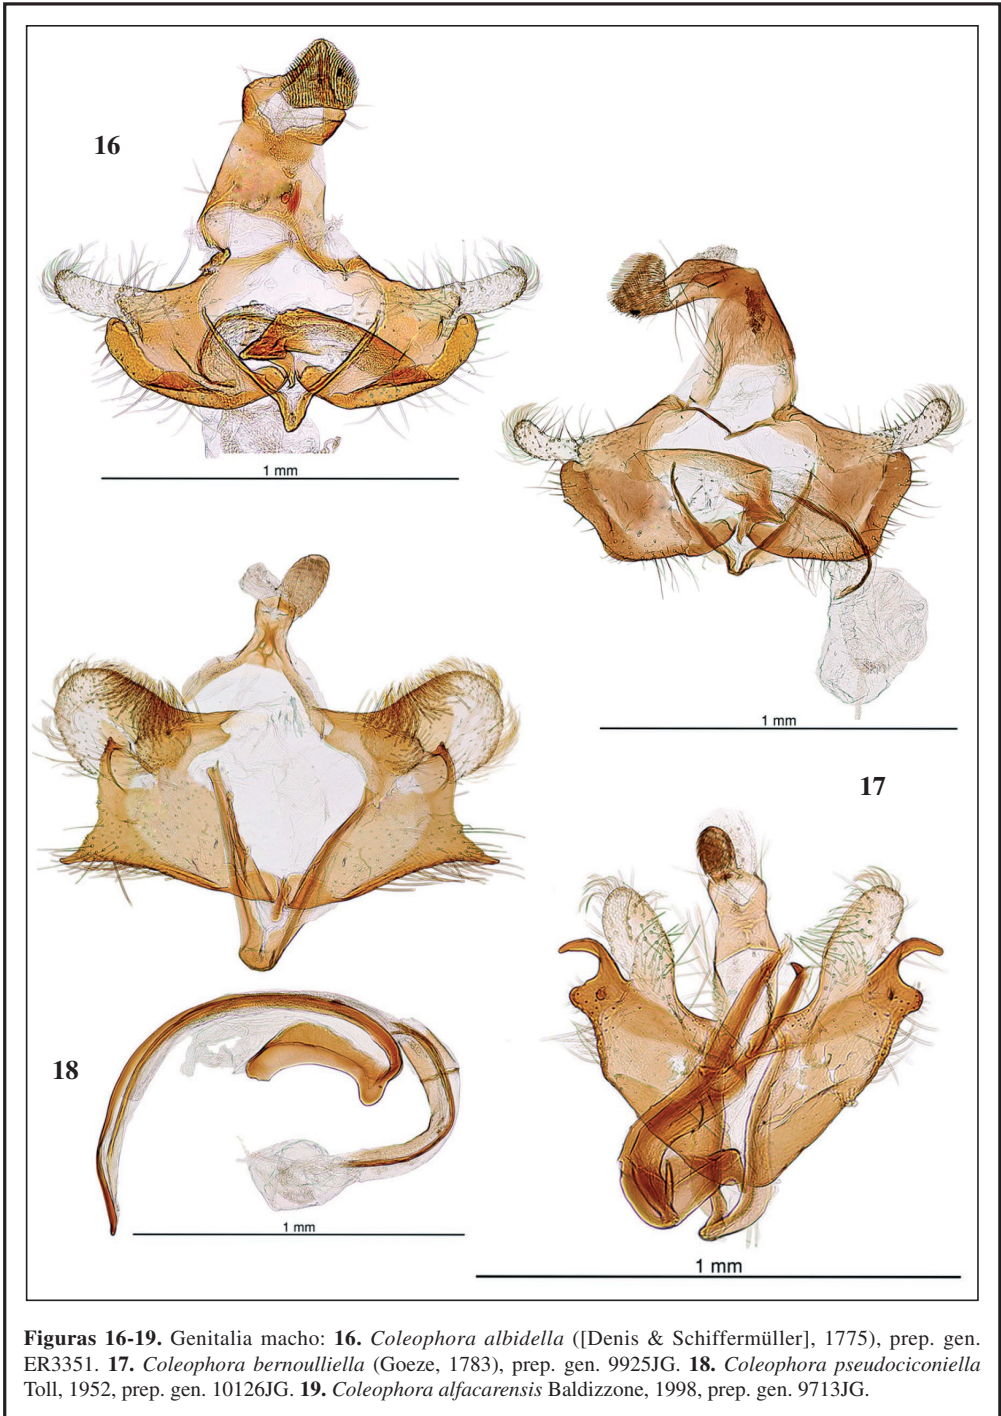 16
1 mm
1 mm
17
18
1 mm
1 mm
Figuras 16-19. Genitalia macho: 16. Coleophora albidella ([Denis & Schiffermüller], 1775), prep. gen.
ER3351. 17. Coleophora bernoulliella (Goeze, 1783), prep. gen. 9925JG. 18. Coleophora pseudociconiella
Toll, 1952, prep. gen. 10126JG. 19. Coleophora alfacarensis Baldizzone, 1998, prep. gen. 9713JG.